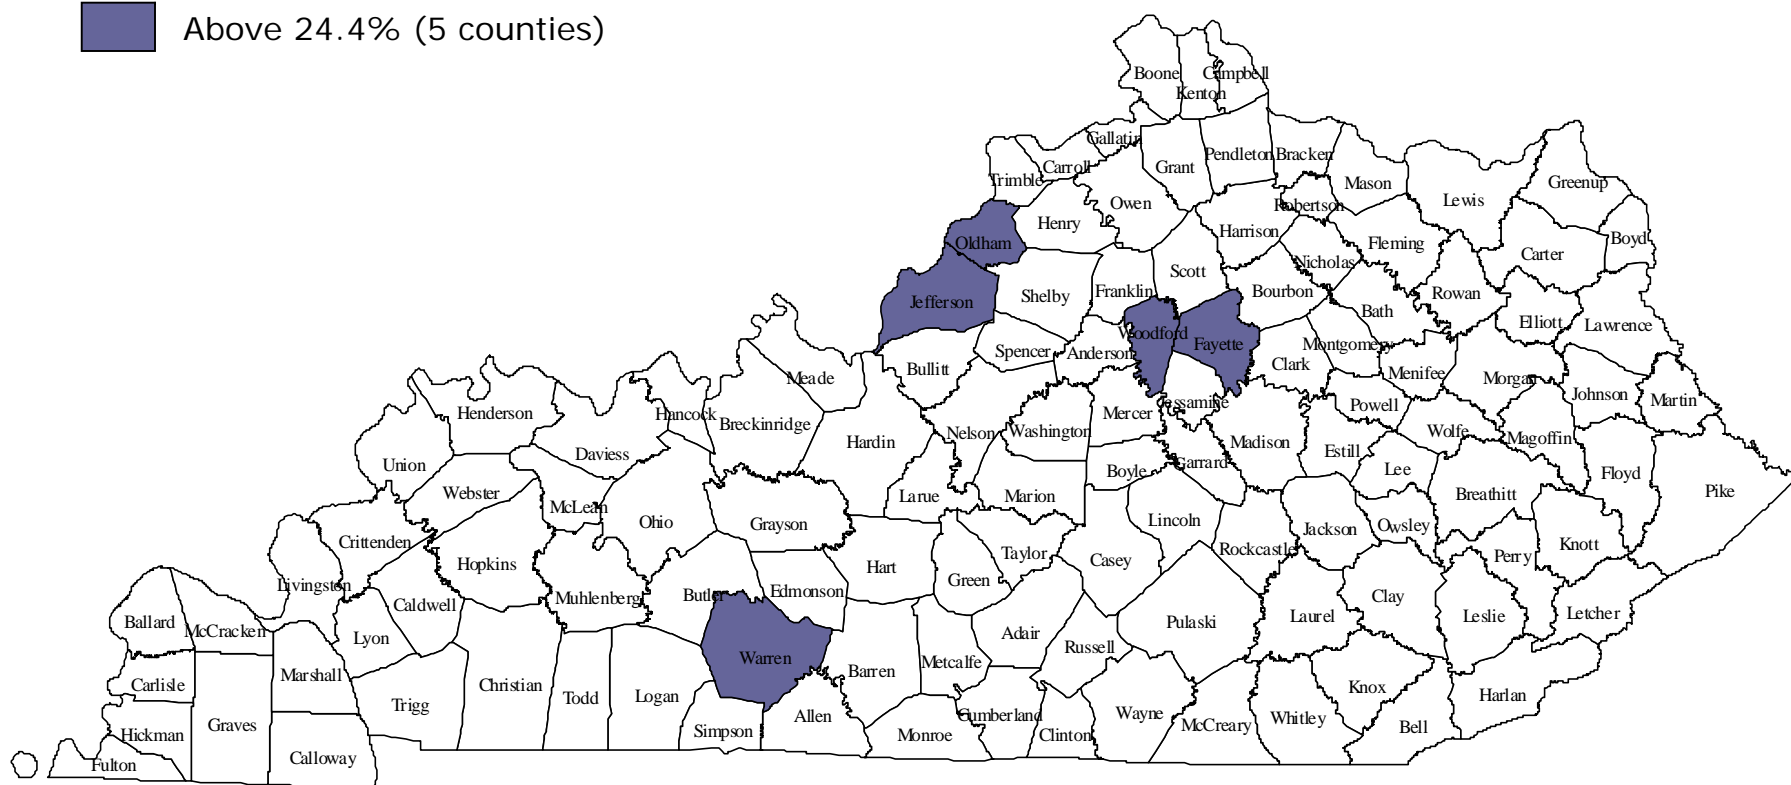 Above 24.4% (5 counties)
Boone
Campbell
Kenton
Gallatin
Carroll
Grant
Pendleton
Bracken
Trimble
Mason
Greenup
Owen
Robertson
Lewis
Henry
Harrison
Oldham
Fleming
Boyd
Carter
Nicholas
Scott
Jefferson
Shelby
Franklin
Bourbon
Rowan
Bath
Elliott
Lawrence
Woodford
Fayette
Montgomery
Spencer
Anderson
Bullitt
Clark
Menifee
Morgan
Meade
Johnson
Martin
Henderson
Hancock
Breckinridge
Jessamine
Powell
Mercer
Hardin
Nelson
Washington
Madison
Wolfe
Magoffin
Daviess
Estill
Union
Boyle
Garrard
Lee
Floyd
Webster
McLean
Larue
Marion
Breathitt
Pike
Ohio
Grayson
Lincoln
Jackson
Owsley
Crittenden
Taylor
Rockcastle
Perry
Knott
Hopkins
Hart
Casey
Livingston
Green
Caldwell
Muhlenberg
Butler
Edmonson
Clay
Ballard
McCracken
Lyon
Adair
Pulaski
Laurel
Leslie
Letcher
Warren
Russell
Carlisle
Marshall
Christian
Barren
Metcalfe
Knox
Harlan
Trigg
Todd
Logan
Graves
Allen
Cumberland
Wayne
McCreary
Whitley
Bell
Hickman
Simpson
Monroe
Clinton
Fulton
Calloway